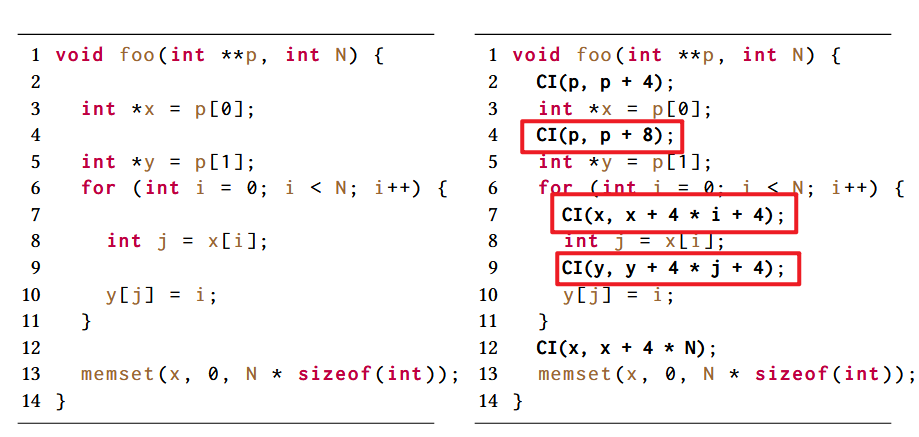 1 void foo(int **p, int N) {
2
3   int *x = p[0];
4
5   int *y = p[1];
6   for (int i = 0; i < N; i++) {
7
8     int j = x[i];
9
10     y[j] = i;
11   }
12
13   memset(x, 0, N * sizeof(int));
14 }
1 void foo(int **p, int N) {
2   CI(p, p + 4);
3   int *x = p[0];
4   CI(p, p + 8);
5   int *y = p[1];
6   for (int i = 0; i < N; i++) {
7     CI(x, x + 4 * i + 4);
8     int j = x[i];
9     CI(y, y + 4 * j + 4);
10     y[j] = i;
11   }
12   CI(x, x + 4 * N);
13   memset(x, 0, N * sizeof(int));
14 }